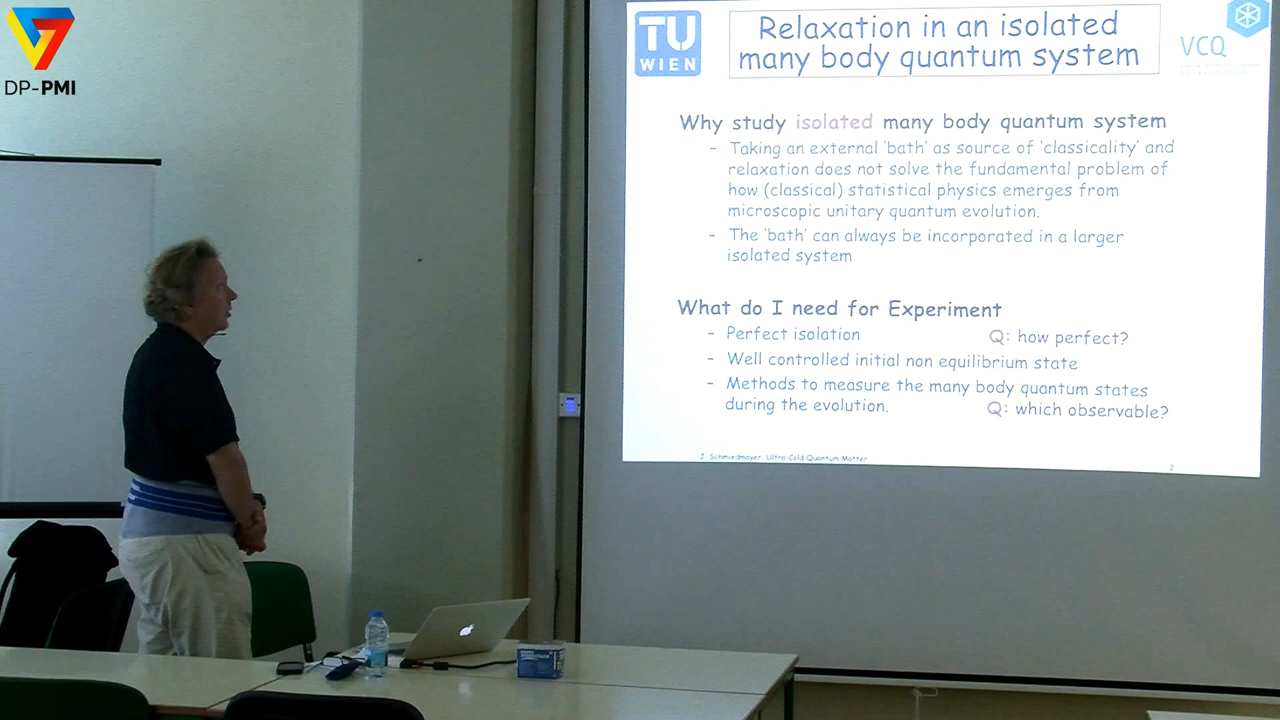 DP-PMI
TU
WIEN
Relaxation in an isolated
many body quantum system
VCQ
Why study isolated many body quantum system
- Taking an external 'bath' as source of 'classicality' and
relaxation does not solve the fundamental problem of
how (classical) statistical physics emerges from
microscopic unitary quantum evolution.
- The 'bath' can always be incorporated in a larger
isolated system
What do I need for Experiment
- Perfect isolation Q: how perfect?
- Well controlled initial non equilibrium state
- Methods to measure the many body quantum states
during the evolution. Q: which observable?
J. Schmiedmayer: Ultra-Cold Quantum Matter 2